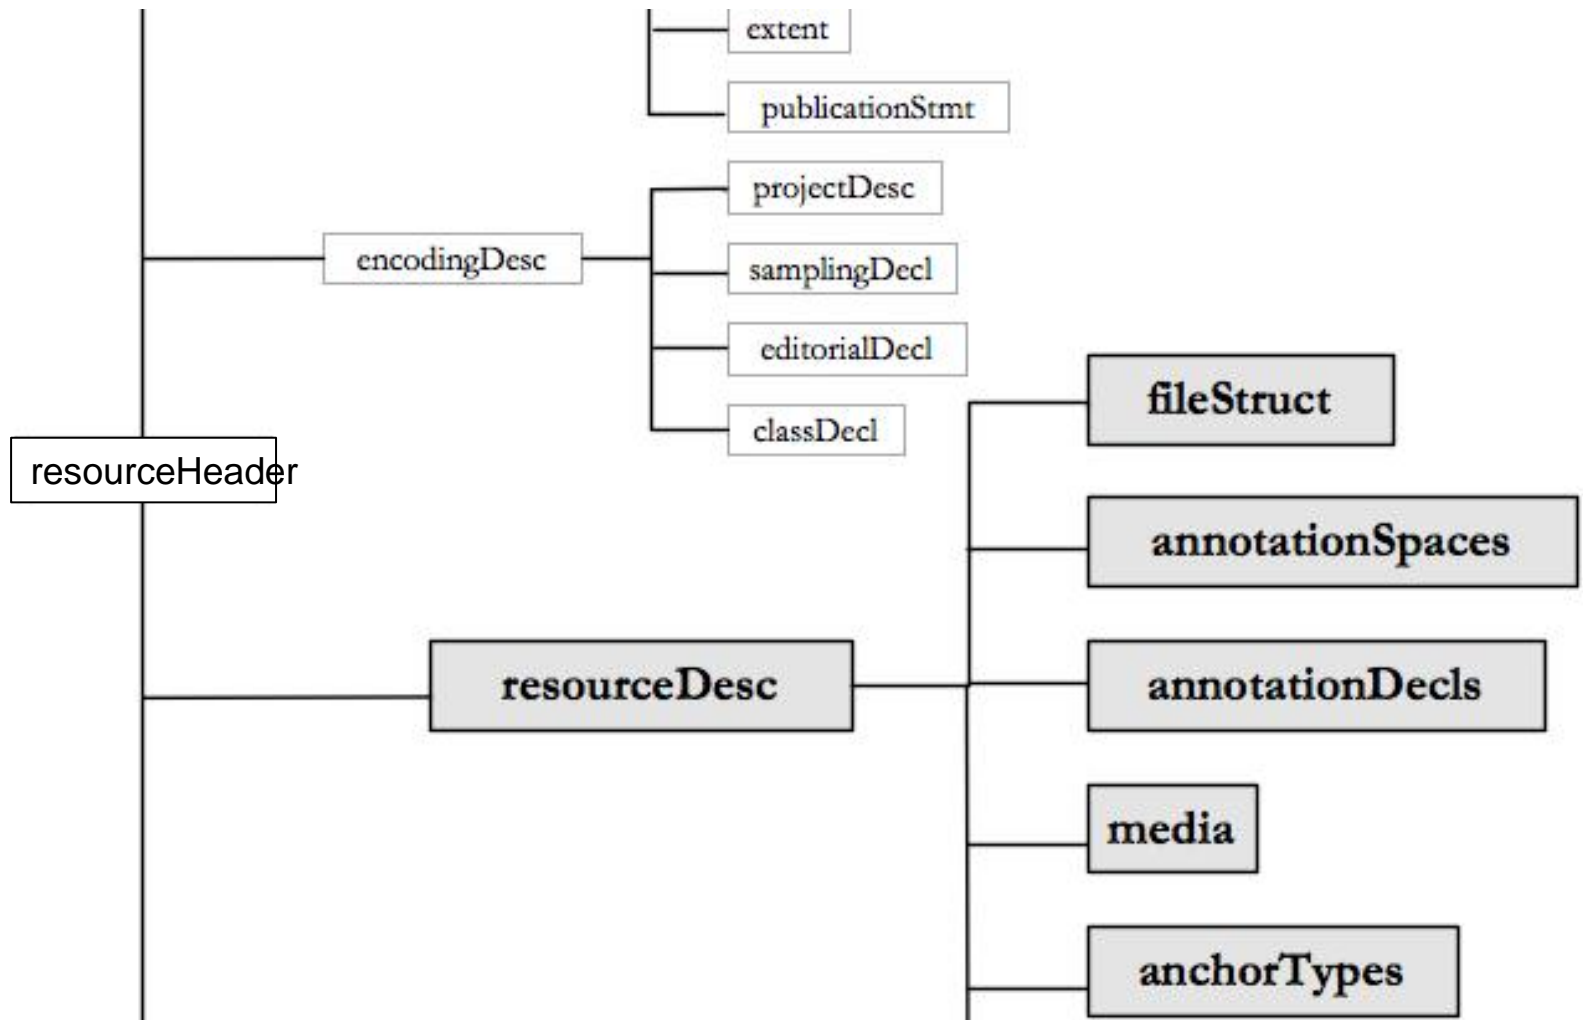 extent
publicationStmt
projectDesc
encodingDesc
samplingDecl
editorialDecl
fileStruct
classDecl
resourceHeader
annotationSpaces
resourceDesc
annotationDecls
media
anchorTypes